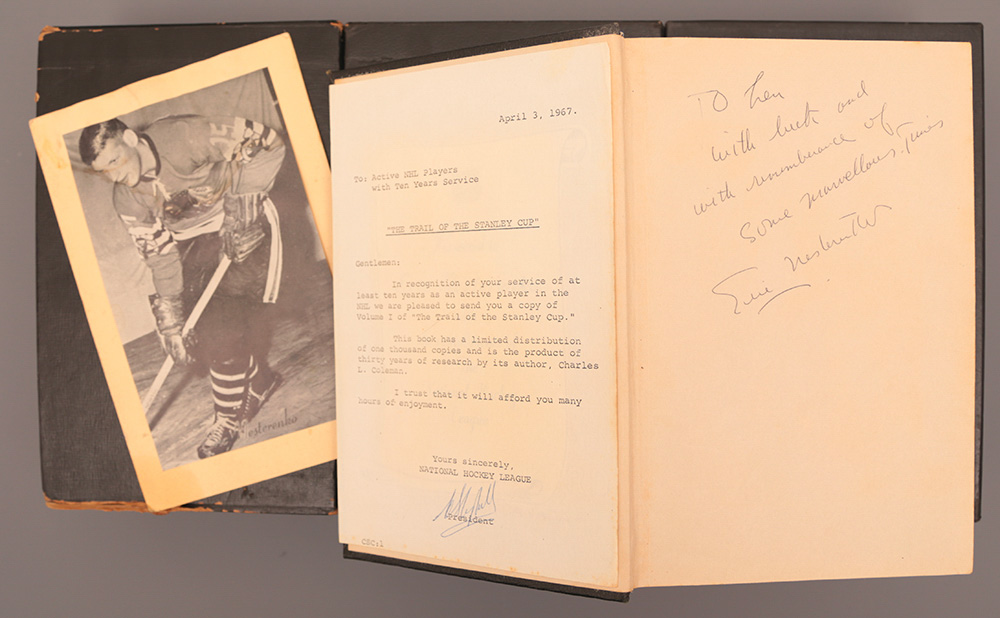 esterenko
April 3, 1967.
To: Active NHL Players
with Ten Years Service
"THE TRAIL OF THE STANLEY CUP"
Gentlemen:
In recognition of your service of at
least ten years as an active player in the
NHL we are pleased to send you a copy of
Volume I of "The Trail of the Stanley Cup."
This book has a limited distribution
of one thousand copies and is the product of
thirty years of research by its author, Charles
L. Coleman.
I trust that it will afford you many
hours of enjoyment.
Yours sincerely,
NATIONAL HOCKEY LEAGUE
President
CSC:l
To Len
with luck and
with rememberance of
Some Marvellous Times
Eric Nesterenko